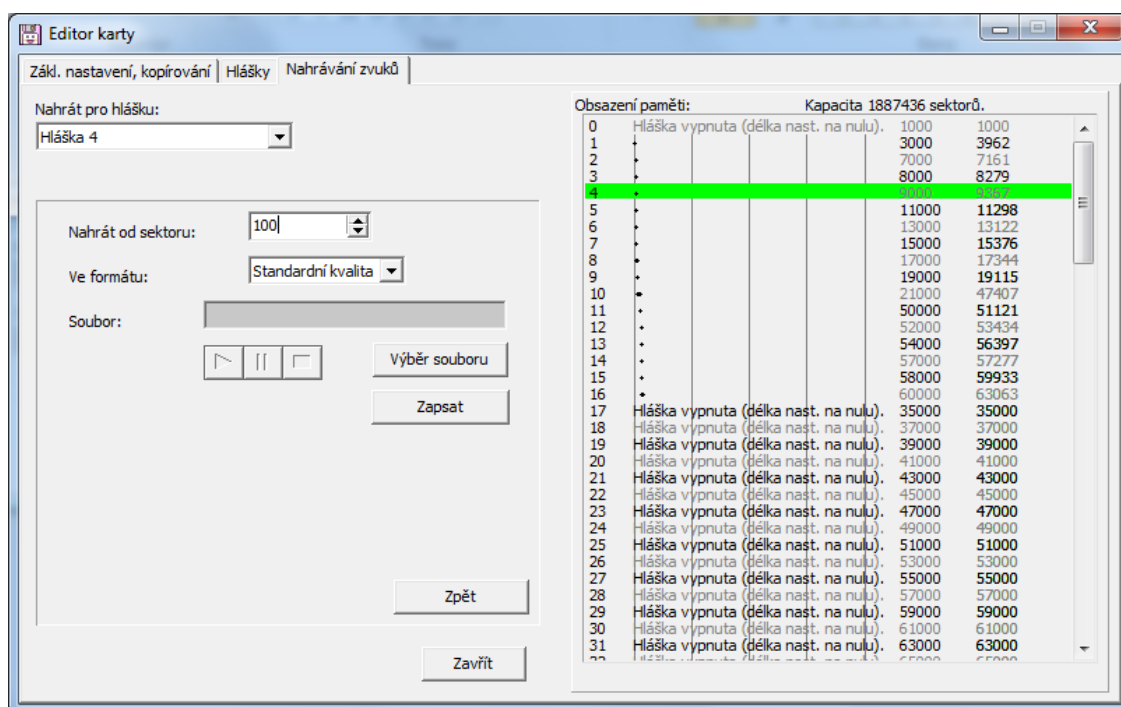 Editor karty
Zákl. nastavení, kopírování
Hlášky
Nahrávání zvuků
Nahrát pro hlášku:
Hláška 4
Nahrát od sektoru:
100
Ve formátu:
Standardní kvalita
Soubor:
Výběr souboru
Zapsat
Zpět
Zavřít
Obsazení paměti: Kapacita 1887436 sektorů.
0 Hláška vypnuta (délka nast. na nulu). 1000 1000
1 3000 3962
2 7000 7161
3 8000 8279
4 9000 9367
5 11000 11298
6 13000 13122
7 15000 15376
8 17000 17344
9 19000 19115
10 21000 47407
11 50000 51121
12 52000 53434
13 54000 56397
14 57000 57277
15 58000 59933
16 60000 63063
17 Hláška vypnuta (délka nast. na nulu). 35000 35000
18 Hláška vypnuta (délka nast. na nulu). 37000 37000
19 Hláška vypnuta (délka nast. na nulu). 39000 39000
20 Hláška vypnuta (délka nast. na nulu). 41000 41000
21 Hláška vypnuta (délka nast. na nulu). 43000 43000
22 Hláška vypnuta (délka nast. na nulu). 45000 45000
23 Hláška vypnuta (délka nast. na nulu). 47000 47000
24 Hláška vypnuta (délka nast. na nulu). 49000 49000
25 Hláška vypnuta (délka nast. na nulu). 51000 51000
26 Hláška vypnuta (délka nast. na nulu). 53000 53000
27 Hláška vypnuta (délka nast. na nulu). 55000 55000
28 Hláška vypnuta (délka nast. na nulu). 57000 57000
29 Hláška vypnuta (délka nast. na nulu). 59000 59000
30 Hláška vypnuta (délka nast. na nulu). 61000 61000
31 Hláška vypnuta (délka nast. na nulu). 63000 63000